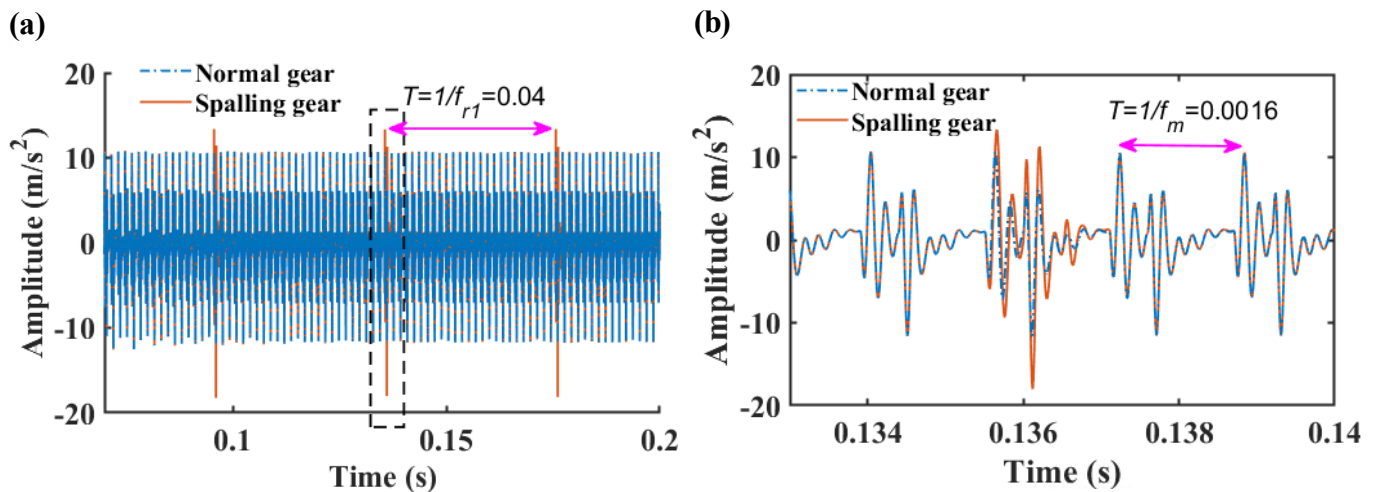 (a)
20
10
0
-10
-20
Amplitude (m/s²)
Normal gear
Spalling gear
T=1/f_r1=0.04
0.1
0.15
0.2
Time (s)
(b)
20
10
0
-10
-20
Amplitude (m/s²)
Normal gear
Spalling gear
T=1/f_m=0.0016
0.134
0.136
0.138
0.14
Time (s)